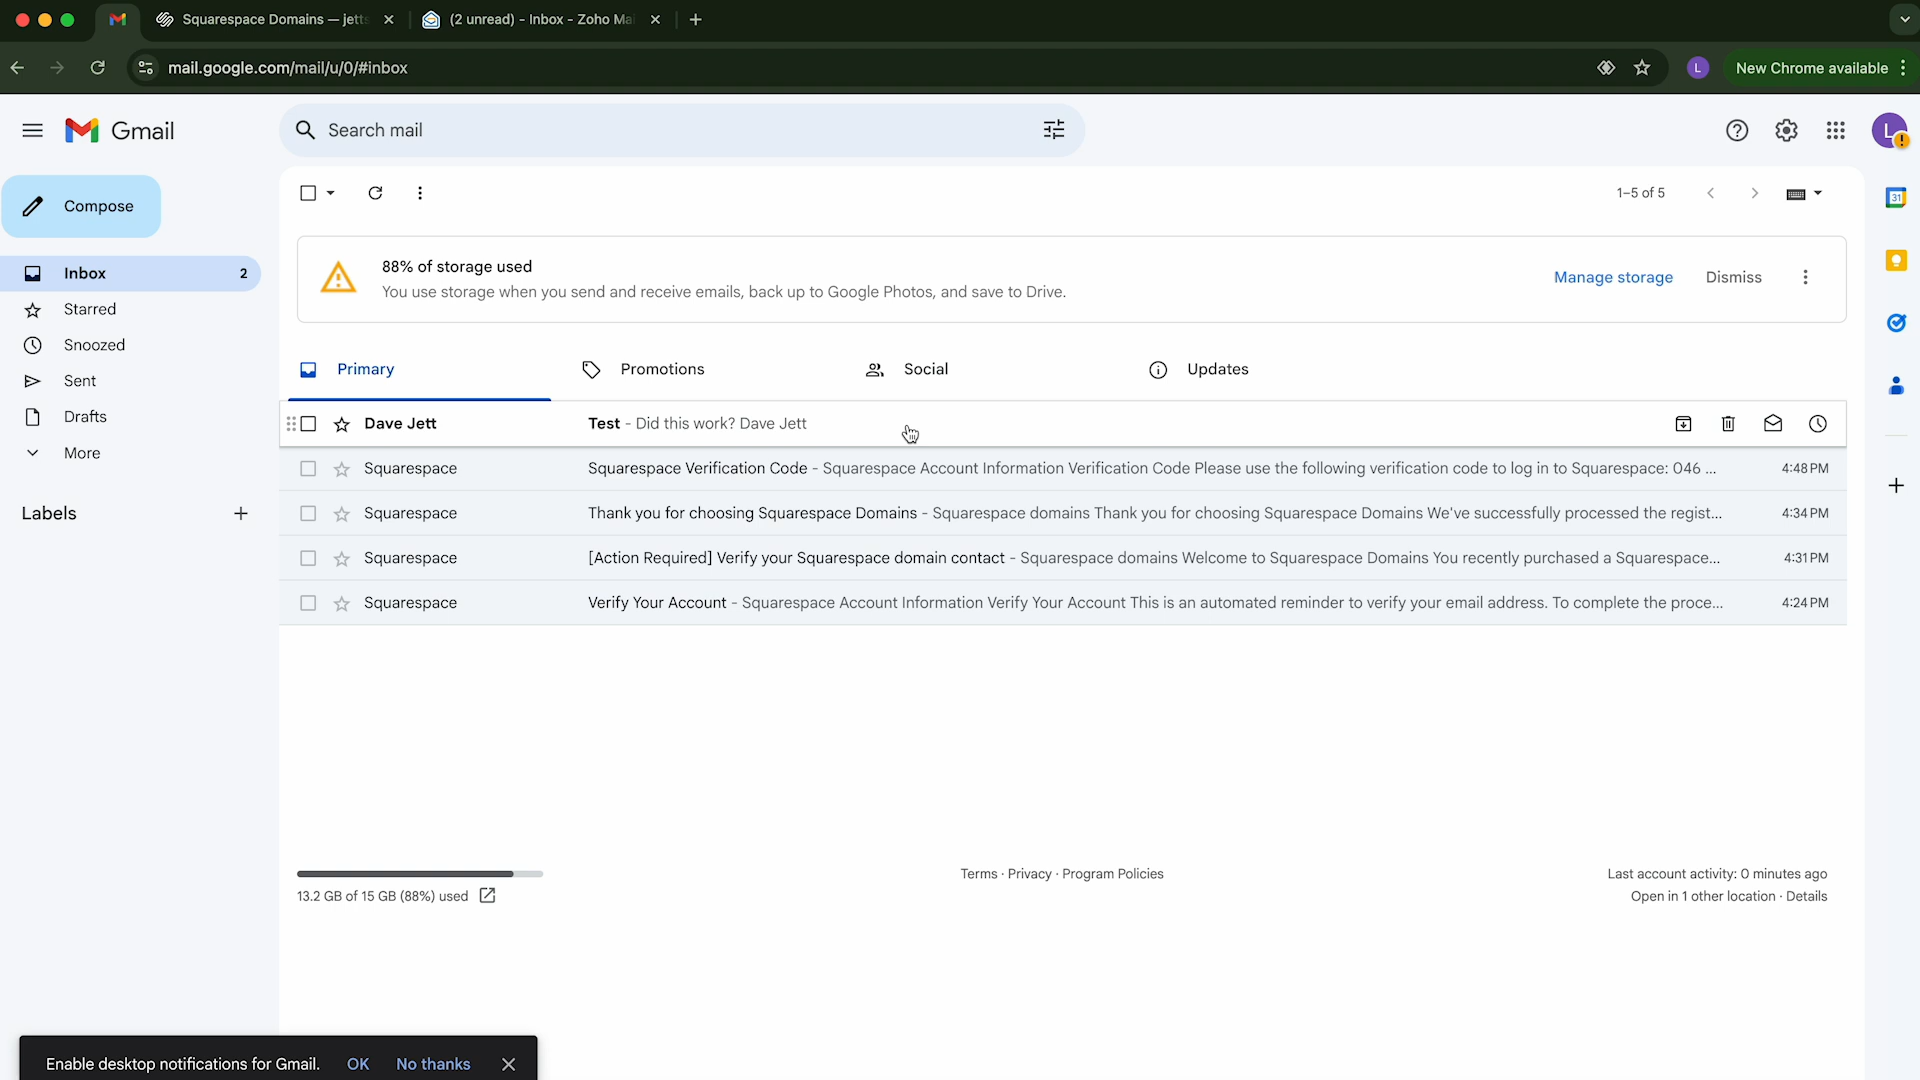 Squarespace Domains — jetts
(2 unread) - Inbox - Zoho Ma
mail.google.com/mail/u/0/#inbox
L
New Chrome available
Gmail
Search mail
L
Compose
1–5 of 5
31
88% of storage used
You use storage when you send and receive emails, back up to Google Photos, and save to Drive.
Manage storage
Dismiss
Inbox 2
Starred
Snoozed
Sent
Drafts
More
Labels
Primary
Promotions
Social
Updates
Dave Jett Test - Did this work? Dave Jett
Squarespace Squarespace Verification Code - Squarespace Account Information Verification Code Please use the following verification code to log in to Squarespace: 046 ... 4:48 PM
Squarespace Thank you for choosing Squarespace Domains - Squarespace domains Thank you for choosing Squarespace Domains We've successfully processed the regist... 4:34 PM
Squarespace [Action Required] Verify your Squarespace domain contact - Squarespace domains Welcome to Squarespace Domains You recently purchased a Squarespace... 4:31 PM
Squarespace Verify Your Account - Squarespace Account Information Verify Your Account This is an automated reminder to verify your email address. To complete the proce... 4:24 PM
13.2 GB of 15 GB (88%) used
Terms · Privacy · Program Policies
Last account activity: 0 minutes ago
Open in 1 other location · Details
Enable desktop notifications for Gmail. OK No thanks